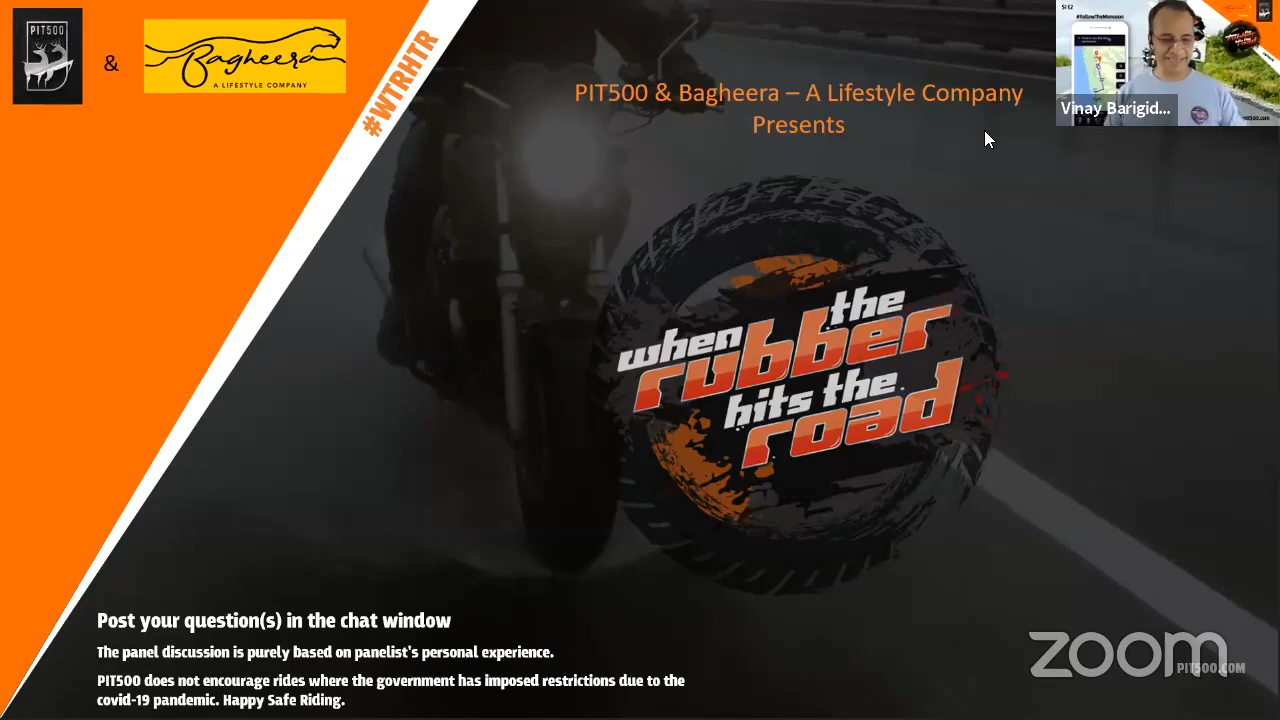 PIT500
&
Bagheera
A LIFESTYLE COMPANY
#WTRHTR
PIT500 & Bagheera – A Lifestyle Company
Presents
S1 E2
#ToRaveTheMonsoon
Vinay Barigid...
when the
rubber
hits the
road
Post your question(s) in the chat window
The panel discussion is purely based on panelist's personal experience.
PIT500 does not encourage rides where the government has imposed restrictions due to the
covid-19 pandemic. Happy Safe Riding.
zoom
PIT500.COM